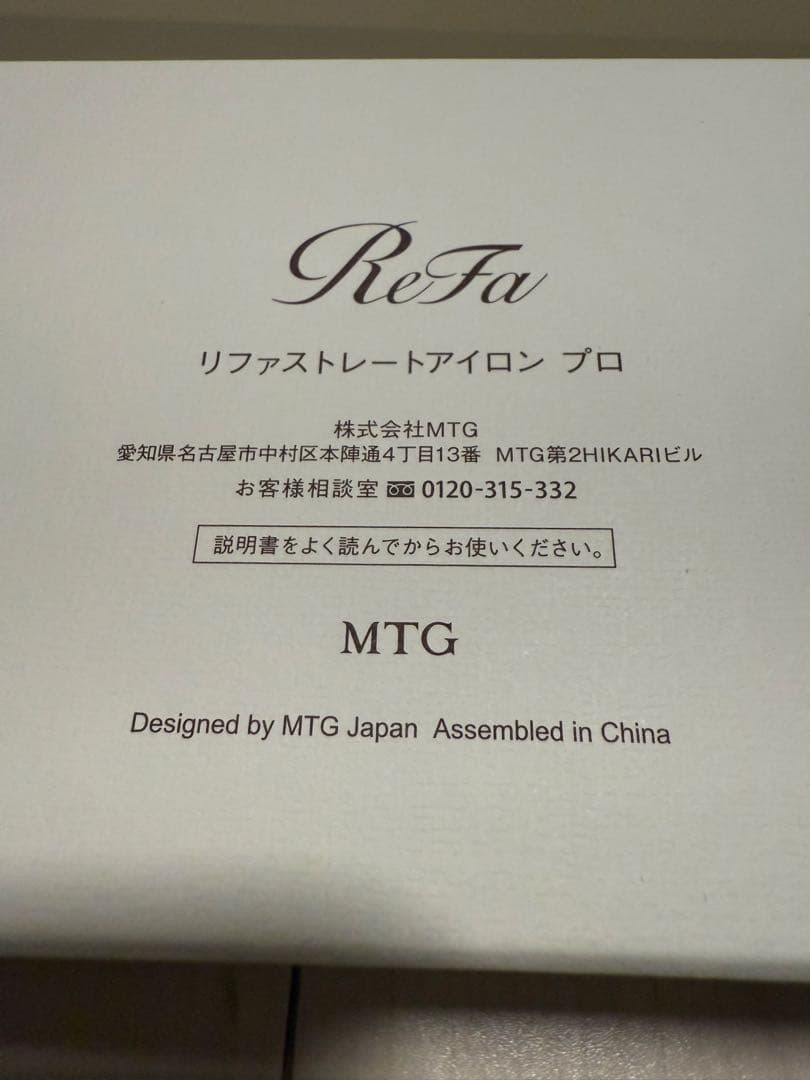 ReFa
リファストレートアイロン プロ
株式会社MTG
愛知県名古屋市中村区本陣通4丁目13番 MTG第2HIKARIビル
お客様相談室 0120-315-332
説明書をよく読んでからお使いください。
MTG
Designed by MTG Japan Assembled in China